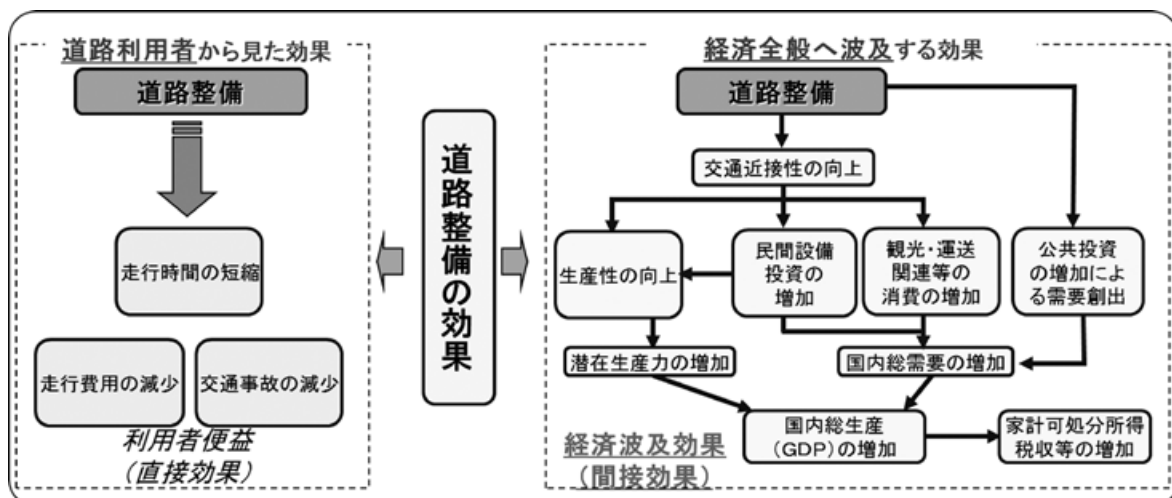 道路利用者から見た効果
道路整備
走行時間の短縮
走行費用の減少
交通事故の減少
利用者便益
（直接効果）
道路整備の効果
経済全般へ波及する効果
道路整備
交通近接性の向上
生産性の向上
民間設備
投資の
増加
観光・運送
関連等の
消費の増加
公共投資
の増加によ
る需要創出
潜在生産力の増加
国内総需要の増加
国内総生産
（GDP）の増加
家計可処分所得
税収等の増加
経済波及効果
（間接効果）